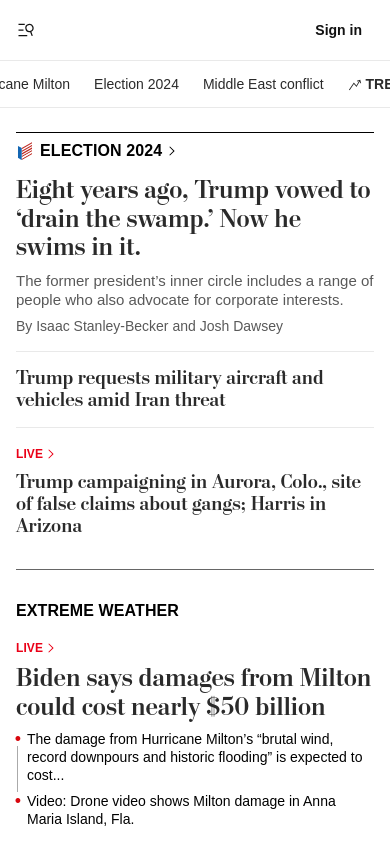 Sign in
cane Milton Election 2024 Middle East conflict TRE
ELECTION 2024
Eight years ago, Trump vowed to
‘drain the swamp.’ Now he
swims in it.
The former president’s inner circle includes a range of
people who also advocate for corporate interests.
By Isaac Stanley-Becker and Josh Dawsey
Trump requests military aircraft and
vehicles amid Iran threat
LIVE
Trump campaigning in Aurora, Colo., site
of false claims about gangs; Harris in
Arizona
EXTREME WEATHER
LIVE
Biden says damages from Milton
could cost nearly $50 billion
The damage from Hurricane Milton’s “brutal wind,
record downpours and historic flooding” is expected to
cost...
Video: Drone video shows Milton damage in Anna
Maria Island, Fla.